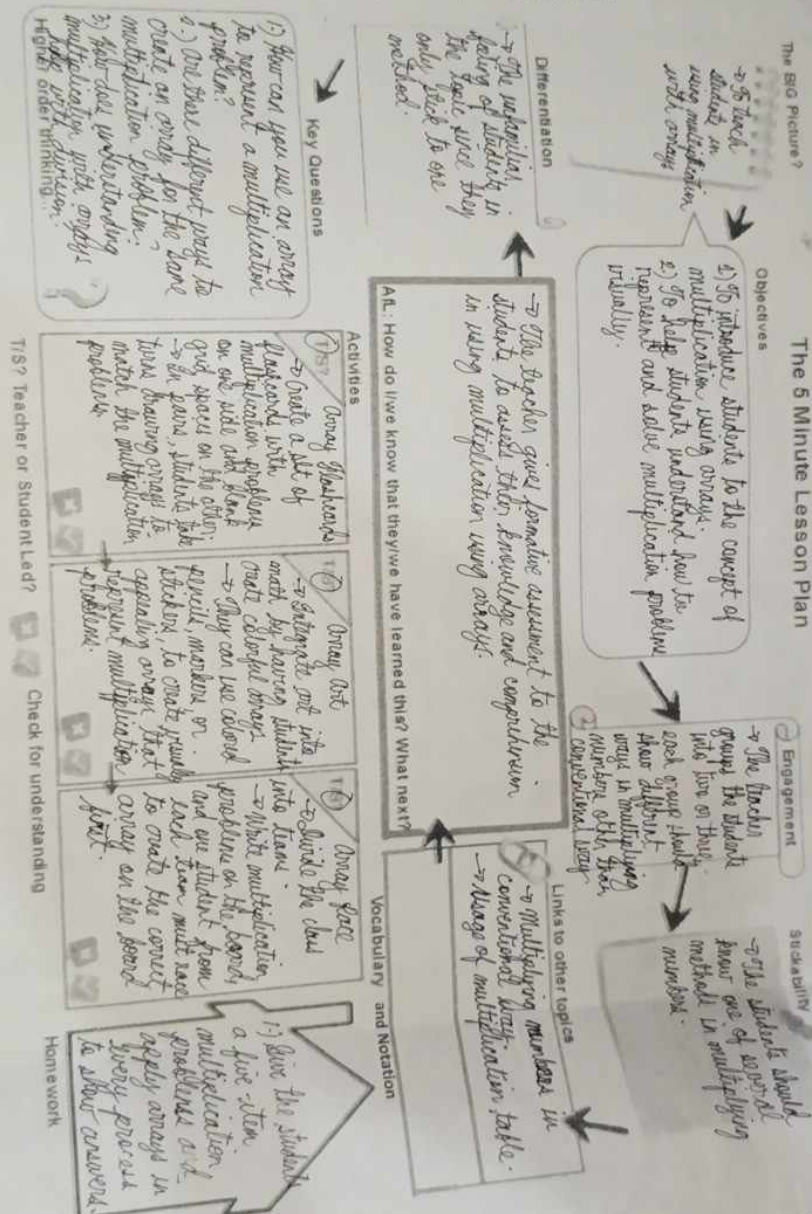 The 5 Minute Lesson Plan
The BIG Picture?
→ To teach
students in
using multiplication
with arrays
Objectives
1) To introduce students to the concept of
multiplication using arrays.
2) To help students understand how to
represent and solve multiplication problems
visually.
Engagement
→ The teacher
groups the students
into two or three.
each group should
show different
ways in multiplying
numbers other than
conventional way
Stickability
→ The students should
know one of several
methods in multiplying
numbers.
Differentiation
→ The unfamiliar
feeling of students in
the topic since they
only stick to one
method.
→ The teacher gives formative assessment to the
students to assess their knowledge and comprehension
in using multiplication using arrays.
AfL: How do I/we know that they/we have learned this? What next?
Links to other topics
→ Multiplying numbers in
conventional way.
→ Usage of multiplication table.
Vocabulary and Notation
Key Questions
1.) How can you use an array
to represent a multiplication
problem?
2.) Are there different ways to
create an array for the same
multiplication problem?
3) How does understanding
multiplication with arrays
help with division?
Higher order thinking...
Activities
T/S?
Array Flashcards
→ Create a set of
flashcards with
multiplication problems
on one side and blank
grid spaces on the other.
→ In pairs, students take
turns drawing arrays to
match the multiplication
problems.
T/S
Array Art
→ Integrate art into
math by having students
create colorful arrays
→ They can use colored
pencils, markers or
stickers, to create visually
appealing arrays that
represent multiplication
problems.
T/S
Array Race
→ Divide the class
into teams.
→ Write multiplication
problems on the board,
and one student from
each team must race
to create the correct
array on the board
first.
T/S? Teacher or Student Led?
Check for understanding
1.) Give the students
a five-item
multiplication
problems and
apply arrays in
every process
to show answers.
Homework